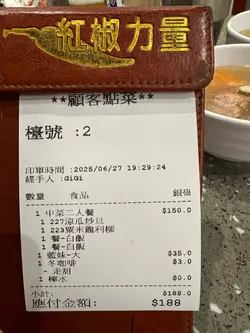 紅椒力量
**顧客點菜**
檯號 :2
印單時間 :2025/06/27 19:29:24
經手人 :GiGi
數量 食品 銀碼
1 中菜二人餐 $150.0
1 227涼瓜炒旦
1 223粟米龍利柳
1 餐-白飯
1 餐-白飯
1 藍妹-大 $35.0
1 冬咖啡 $3.0
- 走甜
1 檸水 $0.0
小計: $188.0
應付金額: $188